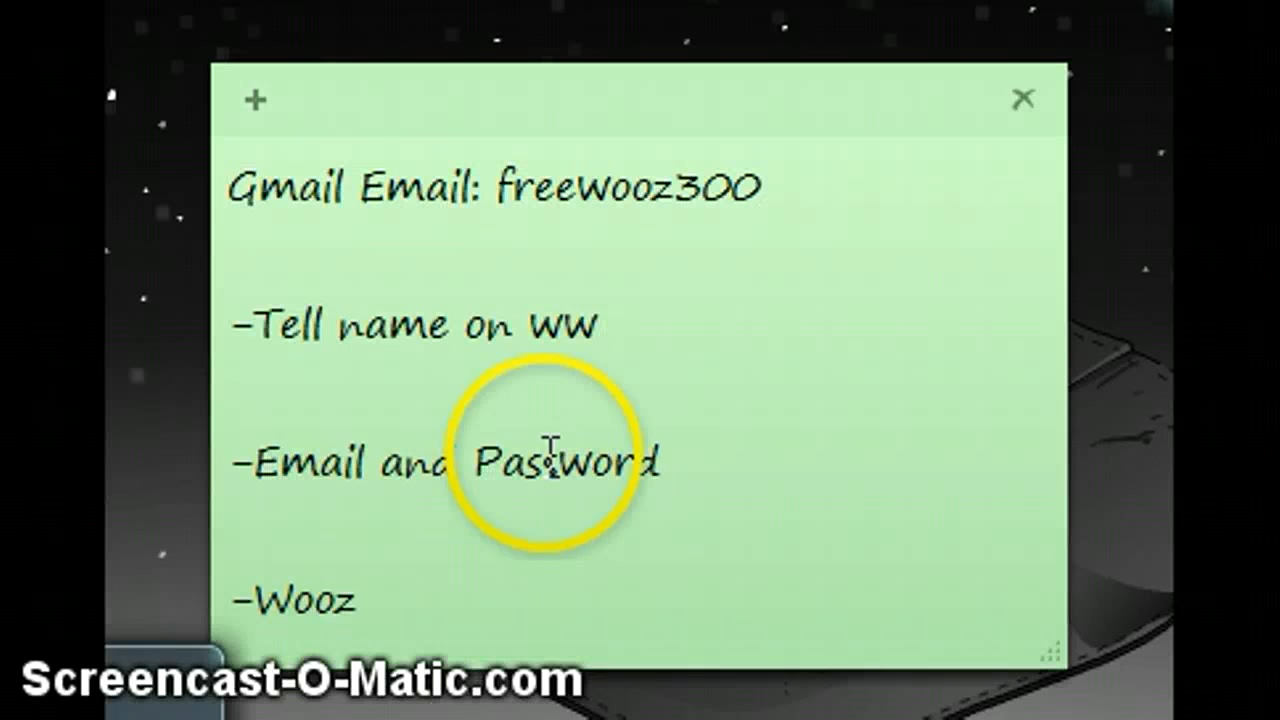 Gmail Email: freewooz300
-Tell name on ww
-Email and Password
-Wooz
Screencast-O-Matic.com